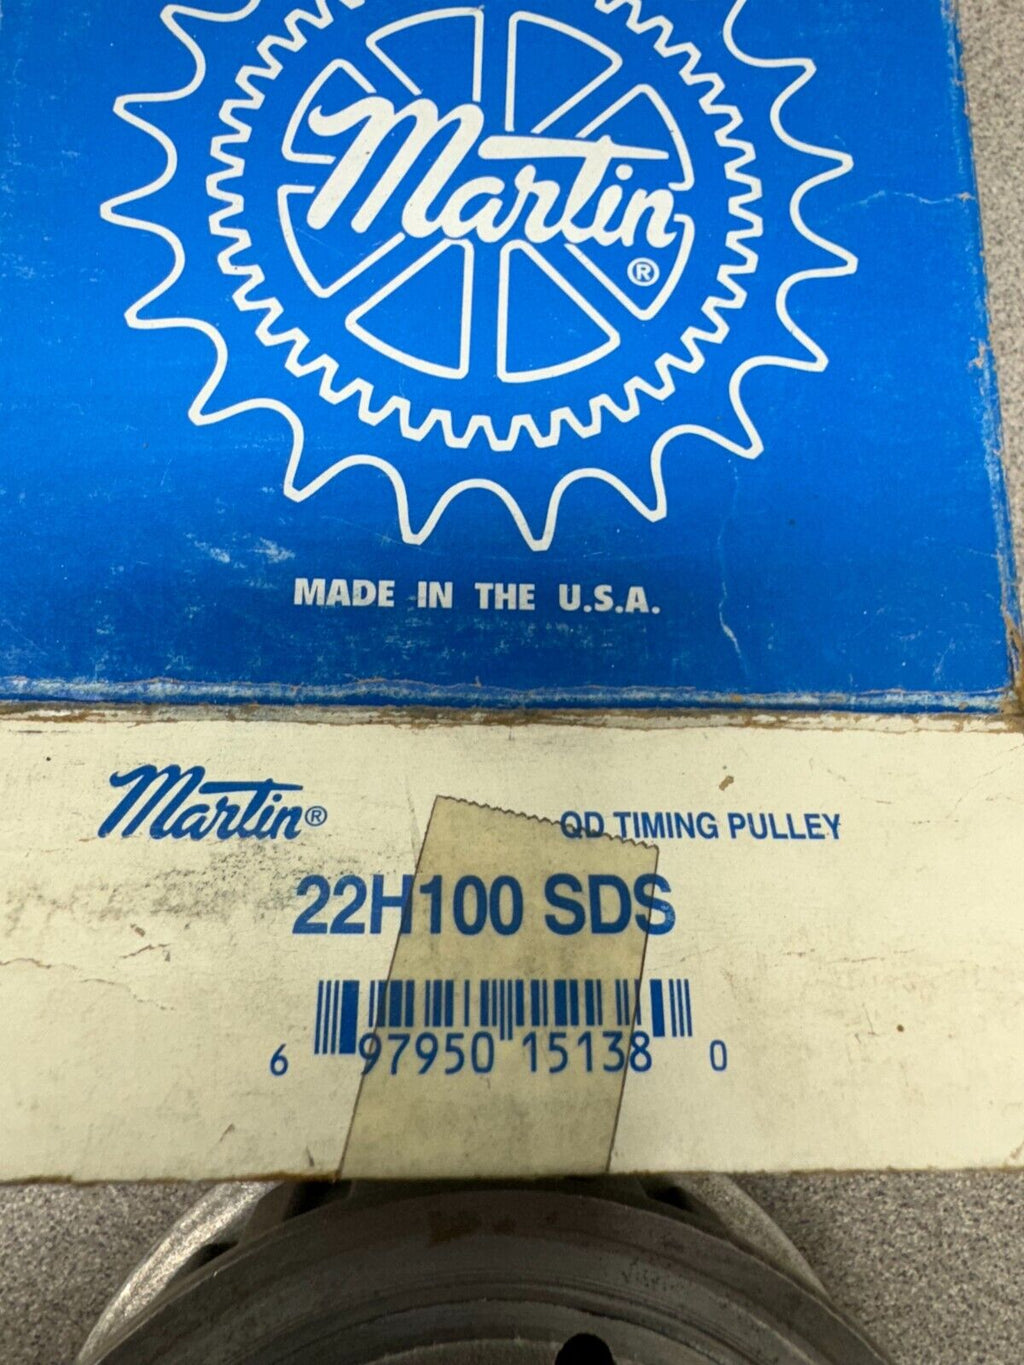 Martin®
MADE IN THE U.S.A.
Martin®
QD TIMING PULLEY
22H100 SDS
6 97950 15138 0